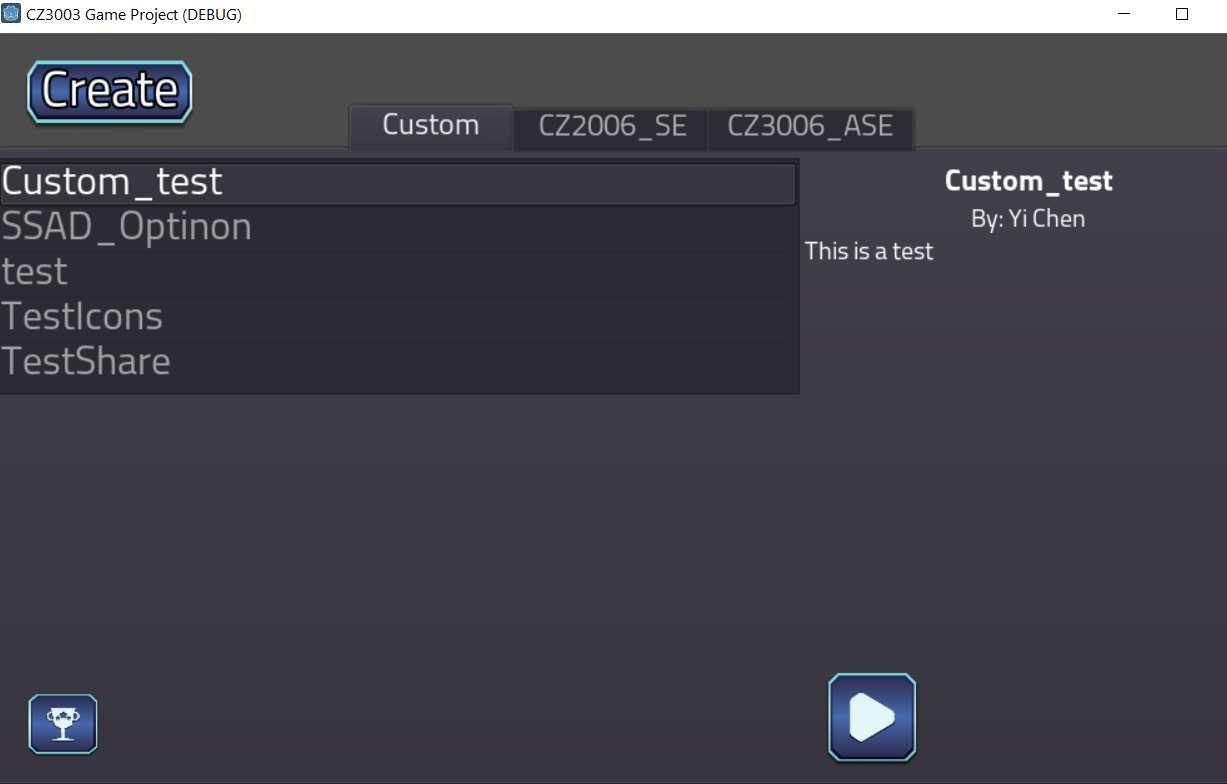 CZ3003 Game Project (DEBUG)
Create
Custom CZ2006_SE CZ3006_ASE
Custom_test
SSAD_Optinon
test
TestIcons
TestShare
Custom_test
By: Yi Chen
This is a test